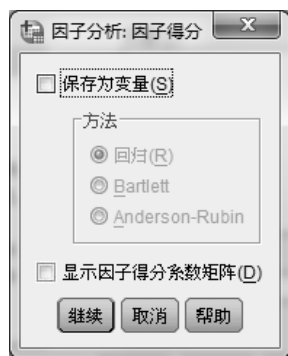 因子分析: 因子得分
保存为变量(S)
方法
回归(R)
Bartlett
Anderson-Rubin
显示因子得分系数矩阵(D)
继续 取消 帮助